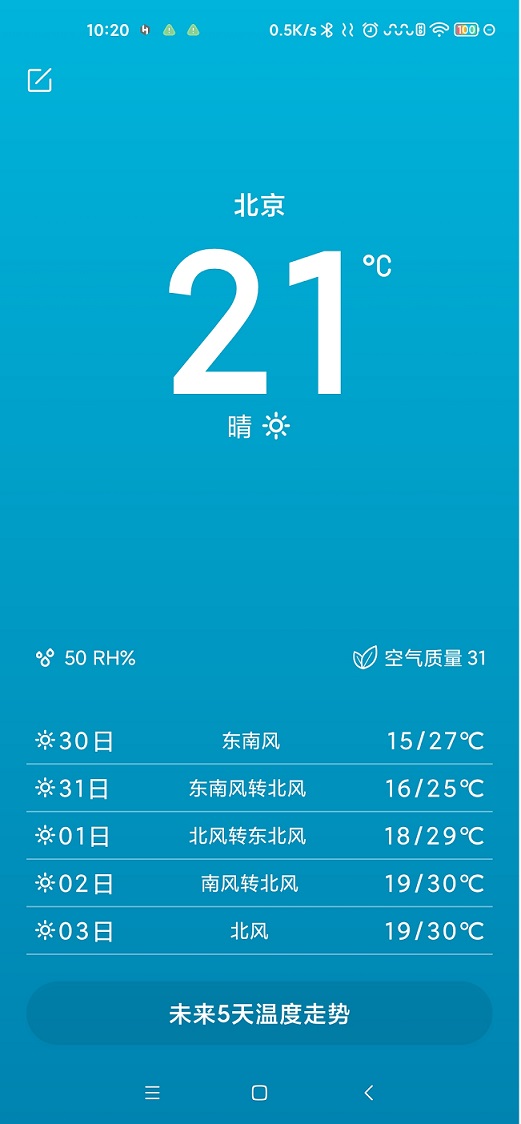 10:20 0.5K/s 100
北京
21 ℃
晴
50 RH% 空气质量 31
30日 东南风 15/27℃
31日 东南风转北风 16/25℃
01日 北风转东北风 18/29℃
02日 南风转北风 19/30℃
03日 北风 19/30℃
未来5天温度走势